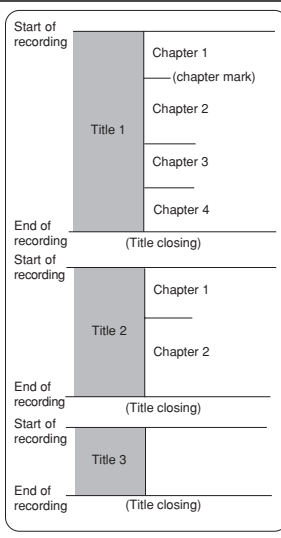 Start of
recording
Chapter 1
(chapter mark)
Chapter 2
Title 1
Chapter 3
Chapter 4
End of
recording
(Title closing)
Start of
recording
Chapter 1
Title 2
Chapter 2
End of
recording
(Title closing)
Start of
recording
Title 3
End of
recording
(Title closing)